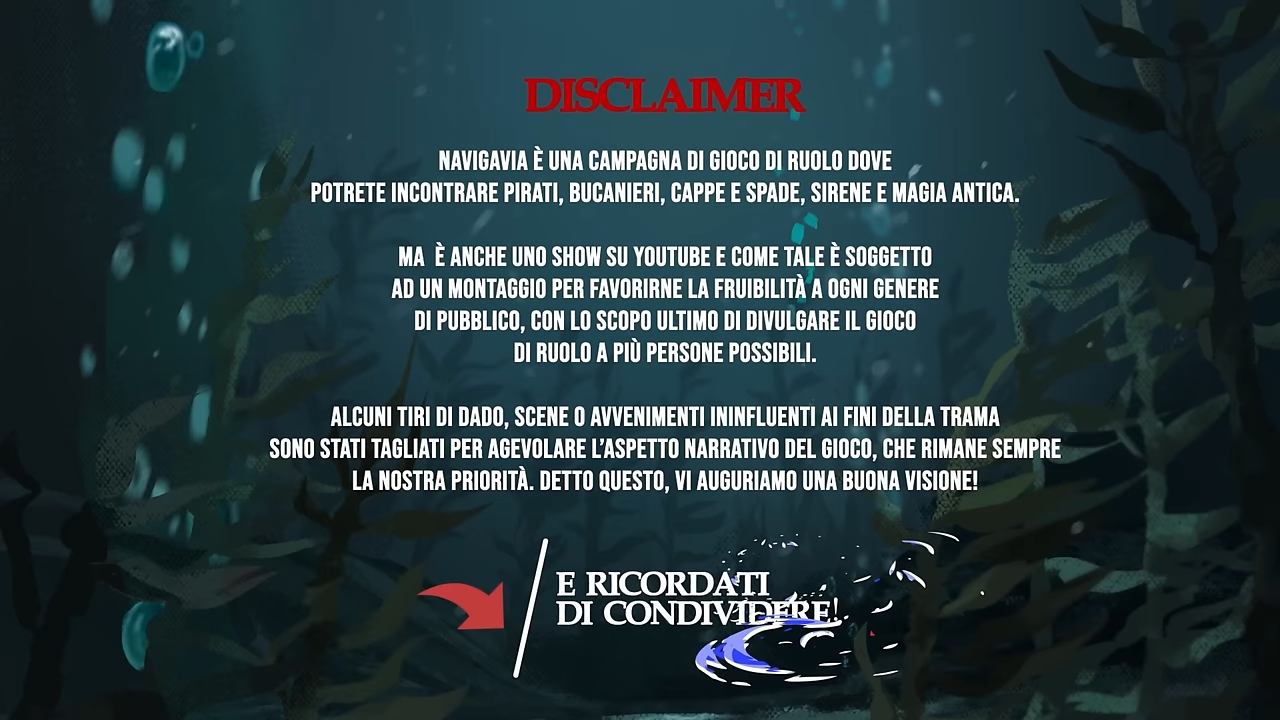 DISCLAIMER
NAVIGAVIA È UNA CAMPAGNA DI GIOCO DI RUOLO DOVE
POTRETE INCONTRARE PIRATI, BUCANIERI, CAPPE E SPADE, SIRENE E MAGIA ANTICA.
MA È ANCHE UNO SHOW SU YOUTUBE E COME TALE È SOGGETTO
AD UN MONTAGGIO PER FAVORIRNE LA FRUIBILITÀ A OGNI GENERE
DI PUBBLICO, CON LO SCOPO ULTIMO DI DIVULGARE IL GIOCO
DI RUOLO A PIÙ PERSONE POSSIBILI.
ALCUNI TIRI DI DADO, SCENE O AVVENIMENTI ININFLUENTI AI FINI DELLA TRAMA
SONO STATI TAGLIATI PER AGEVOLARE L'ASPETTO NARRATIVO DEL GIOCO, CHE RIMANE SEMPRE
LA NOSTRA PRIORITÀ. DETTO QUESTO, VI AUGURIAMO UNA BUONA VISIONE!
E RICORDATI
DI CONDIVIDERE!